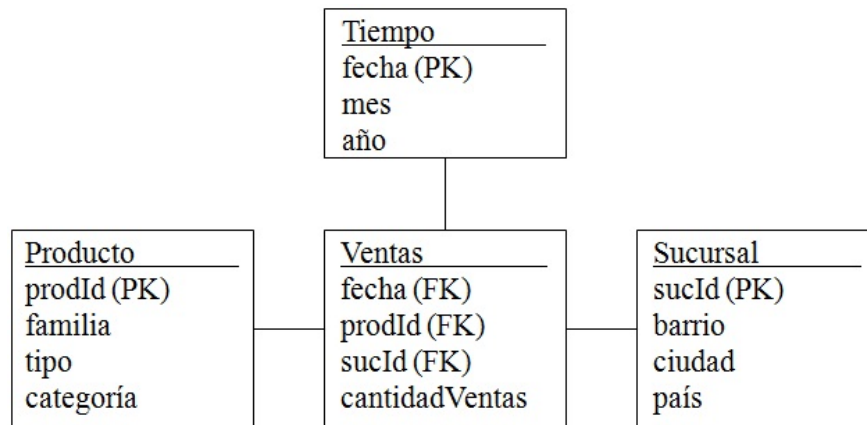 Tiempo
fecha (PK)
mes
año
Producto
prodId (PK)
familia
tipo
categoría
Ventas
fecha (FK)
prodId (FK)
sucId (FK)
cantidadVentas
Sucursal
sucId (PK)
barrio
ciudad
país